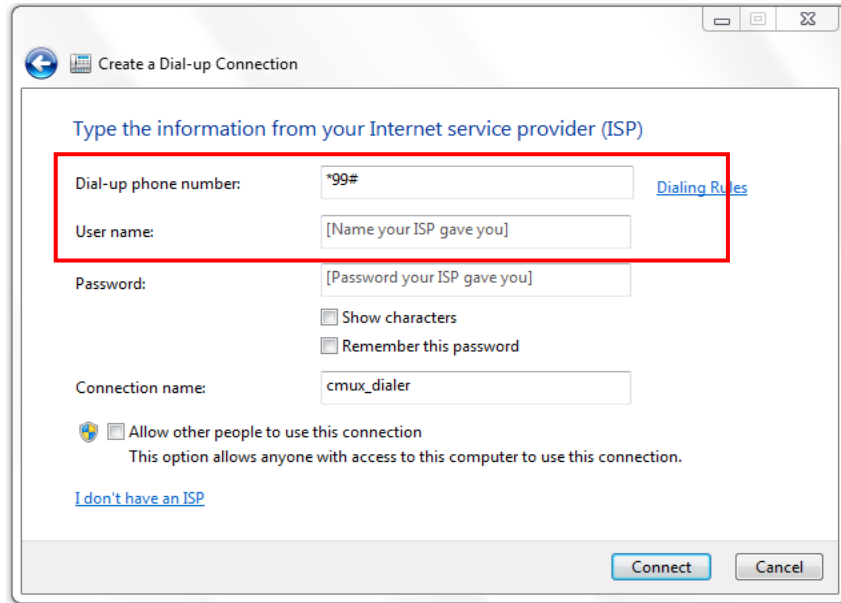 Create a Dial-up Connection
Type the information from your Internet service provider (ISP)
Dial-up phone number: *99# Dialing Rules
User name: [Name your ISP gave you]
Password: [Password your ISP gave you]
Show characters
Remember this password
Connection name: cmux_dialer
Allow other people to use this connection
This option allows anyone with access to this computer to use this connection.
I don't have an ISP
Connect Cancel